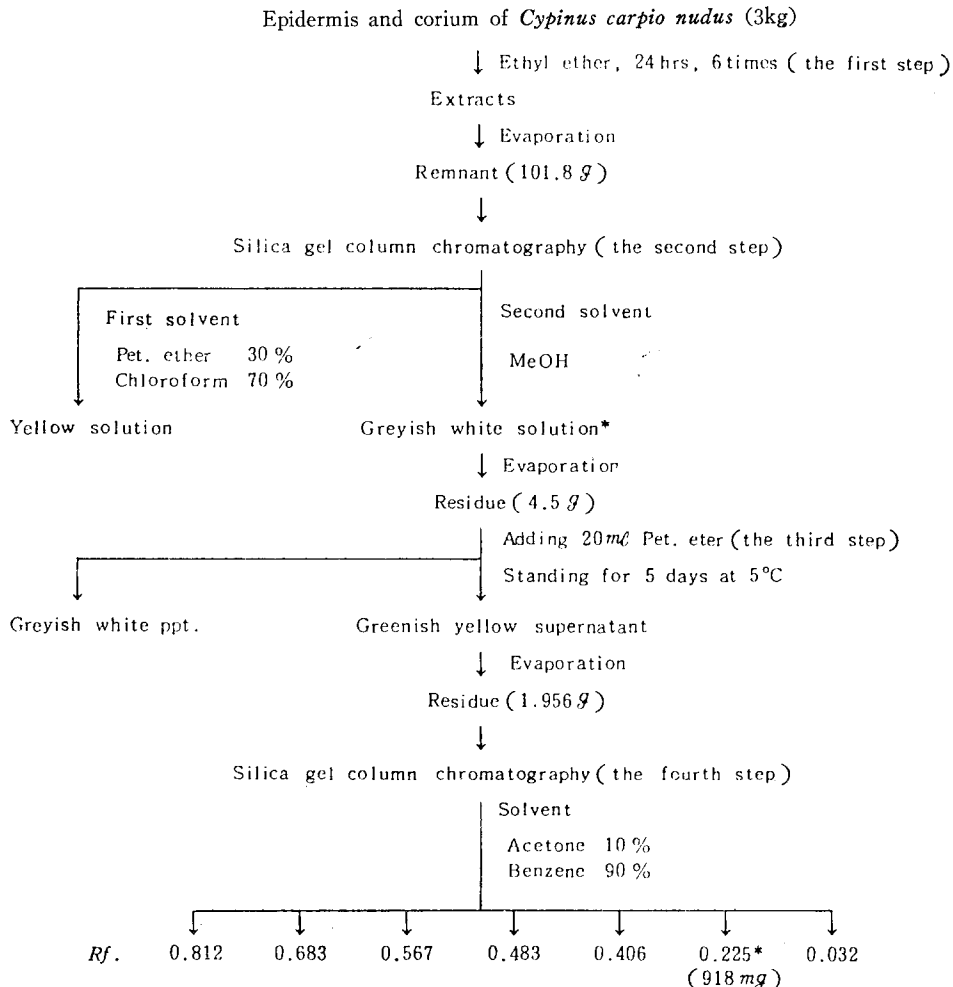 Epidermis and corium of Cypinus carpio nudus (3kg)
Ethyl ether, 24 hrs, 6 times ( the first step)
Extracts
Evaporation
Remnant (101.8 g)
Silica gel column chromatography ( the second step)
First solvent
Pet. ether 30 %
Chloroform 70 %
Second solvent
MeOH
Yellow solution
Greyish white solution*
Evaporation
Residue ( 4.5 g)
Adding 20 mℓ Pet. eter (the third step)
Standing for 5 days at 5°C
Greyish white ppt.
Greenish yellow supernatant
Evaporation
Residue (1.956 g)
Silica gel column chromatography (the fourth step)
Solvent
Acetone 10 %
Benzene 90 %
Rf. 0.812 0.683 0.567 0.483 0.406 0.225* 0.032
(918 mg)